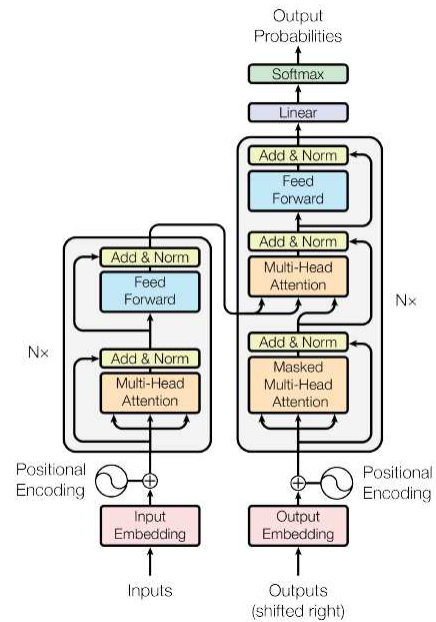 Output
Probabilities
Softmax
Linear
Add & Norm
Feed
Forward
Add & Norm
Multi-Head
Attention
Add & Norm
Masked
Multi-Head
Attention
Nx
Positional
Encoding
Output
Embedding
Outputs
(shifted right)
Add & Norm
Feed
Forward
Add & Norm
Multi-Head
Attention
Nx
Positional
Encoding
Input
Embedding
Inputs